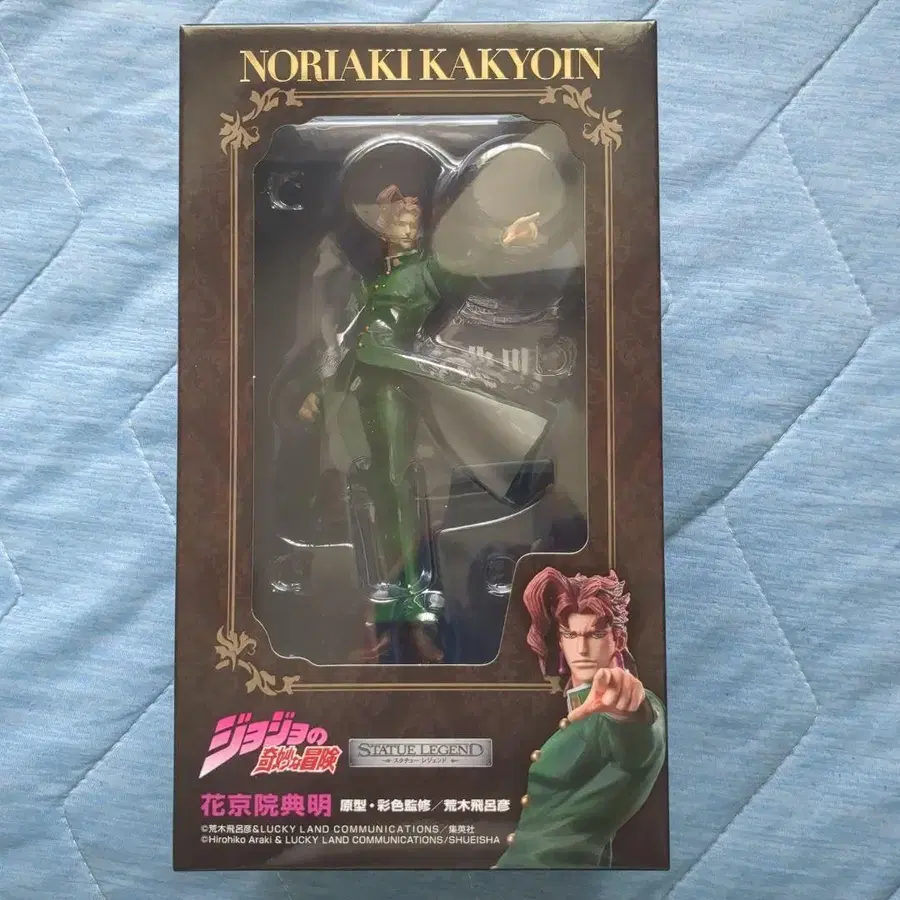 NORIAKI KAKYOIN
ジョジョの
奇妙な冒険
STATUE LEGEND
スタチュー レジェンド
花京院典明 原型・彩色監修／荒木飛呂彦
©荒木飛呂彦&LUCKY LAND COMMUNICATIONS／集英社
©Hirohiko Araki & LUCKY LAND COMMUNICATIONS/SHUEISHA